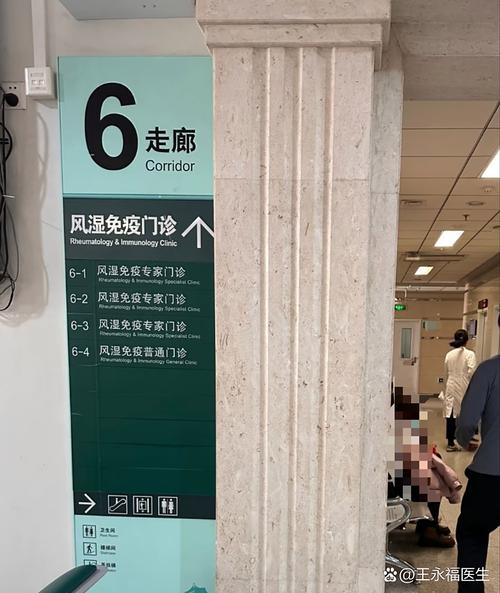 6 走廊
Corridor
风湿免疫门诊
Rheumatology & Immunology Clinic
6-1 风湿免疫专家门诊
Rheumatology & Immunology Specialist Clinic
6-2 风湿免疫专家门诊
Rheumatology & Immunology Specialist Clinic
6-3 风湿免疫专家门诊
Rheumatology & Immunology Specialist Clinic
6-4 风湿免疫普通门诊
Rheumatology & Immunology General Clinic
卫生间
Rest Room
楼梯间
Staircase
@王永福医生